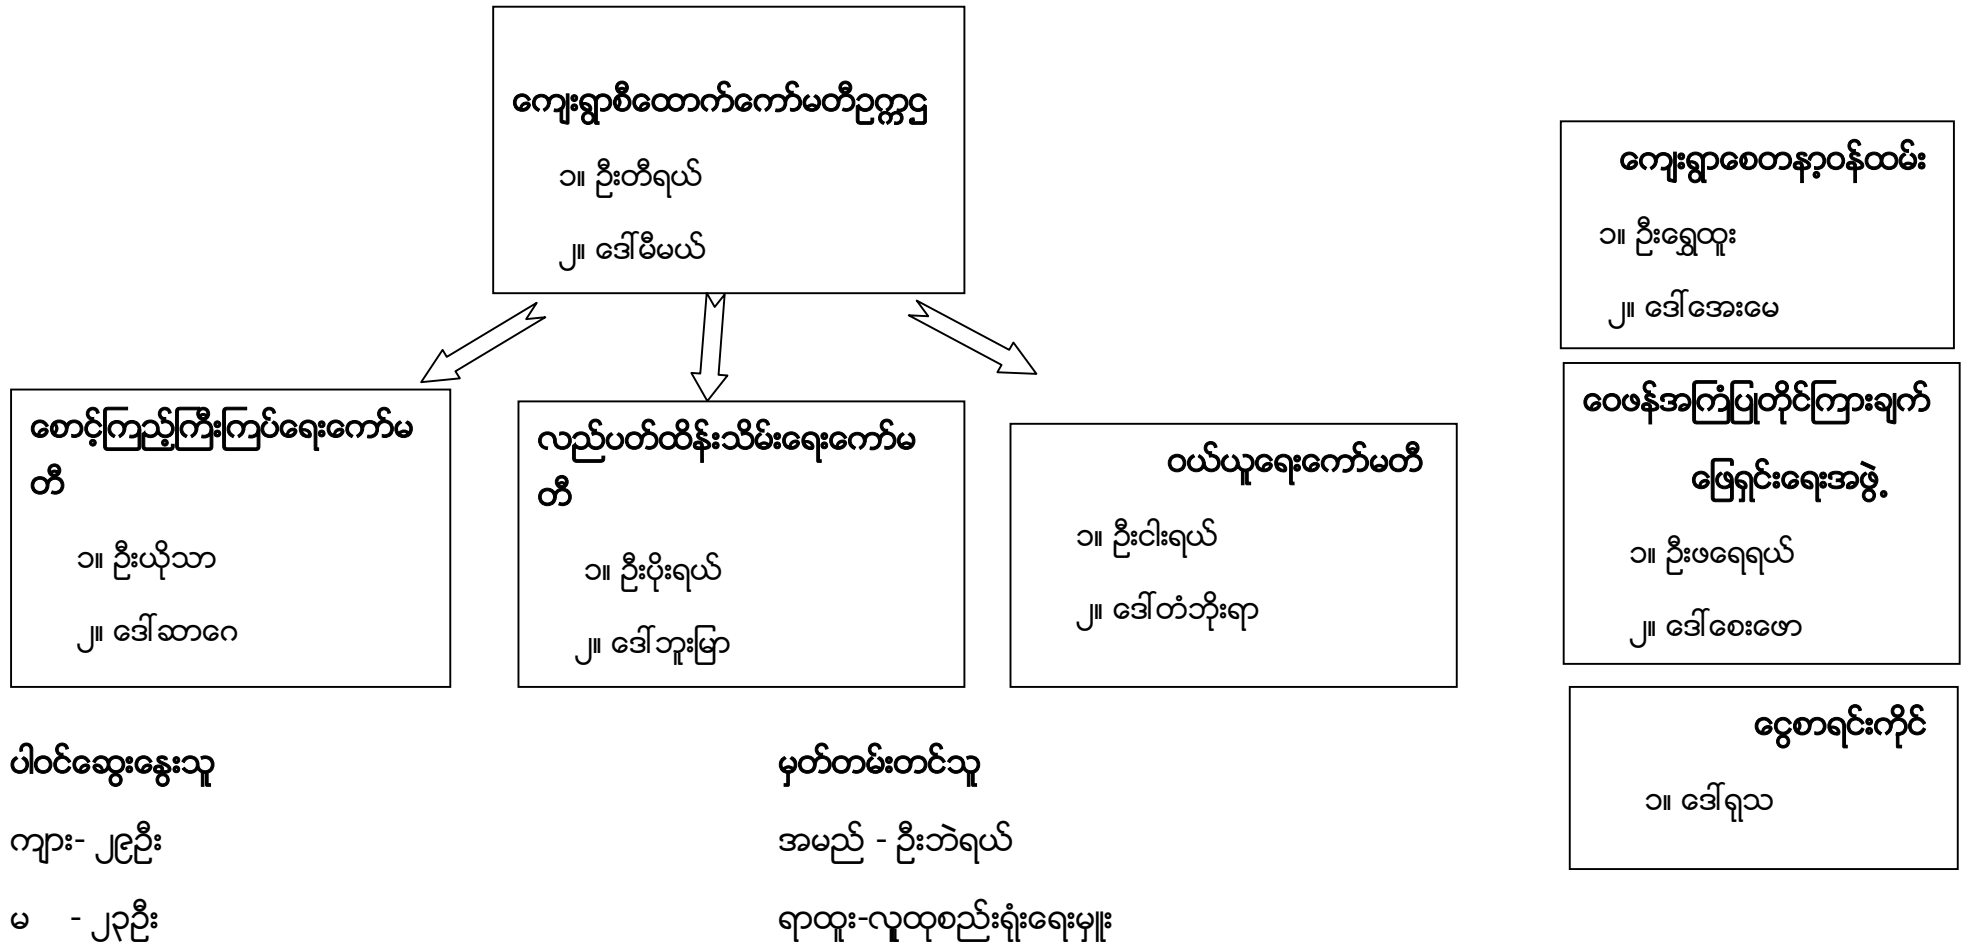 ကျေးရွာစီထောက်ကော်မတီဥက္ကဌ
၁။ ဦးတီရယ်
၂။ ဒေါ်မီမယ်
စောင့်ကြည့်ကြီးကြပ်ရေးကော်မ
တီ
၁။ ဦးယိုသာ
၂။ ဒေါ်ဆာဂေ
လည်ပတ်ထိန်းသိမ်းရေးကော်မ
တီ
၁။ ဦးပိုးရယ်
၂။ ဒေါ်ဘူးမြာ
ဝယ်ယူရေးကော်မတီ
၁။ ဦးငါးရယ်
၂။ ဒေါ်တံဘိုးရာ
ကျေးရွာစေတနာ့ဝန်ထမ်း
၁။ ဦးရွှေထူး
၂။ ဒေါ်အေးမေ
ဝေဖန်အကြံပြုတိုင်ကြားချက်
ဖြေရှင်းရေးအဖွဲ့
၁။ ဦးဖရေရယ်
၂။ ဒေါ်စေးဖော
ငွေစာရင်းကိုင်
၁။ ဒေါ်ရုသ
ပါဝင်ဆွေးနွေးသူ
ကျား- ၂၉ဦး
မ - ၂၃ဦး
မှတ်တမ်းတင်သူ
အမည် - ဦးဘဲရယ်
ရာထူး-လူထုစည်းရုံးရေးမှူး